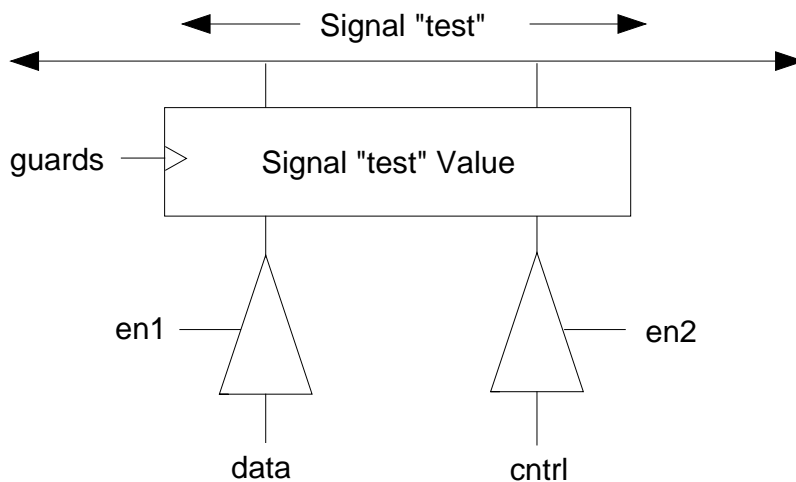 Signal "test"
guards
Signal "test" Value
en1
en2
data
cntrl